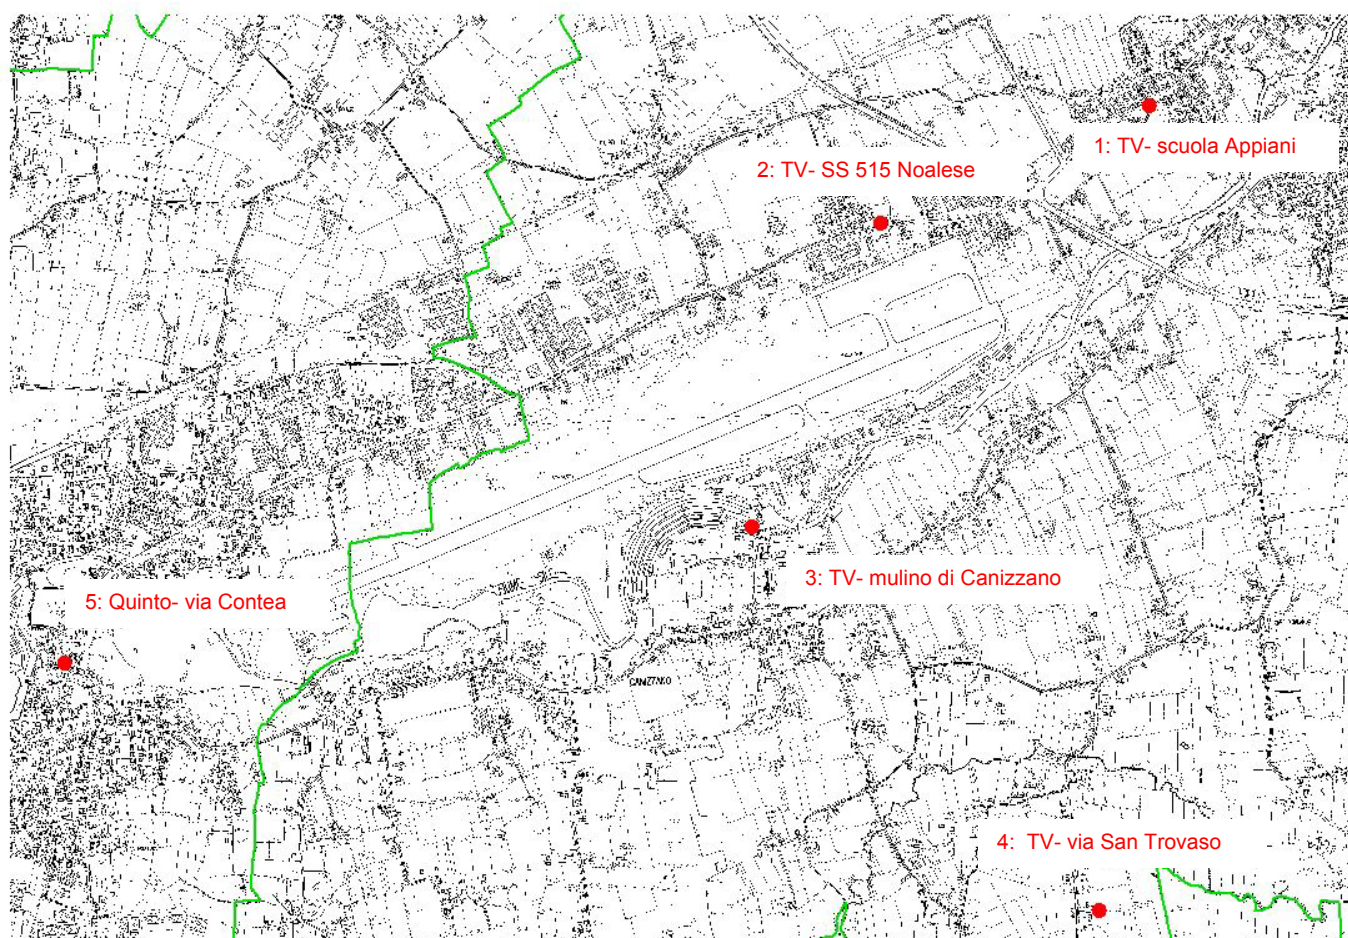 1: TV- scuola Appiani
2: TV- SS 515 Noalese
3: TV- mulino di Canizzano
5: Quinto- via Contea
FIUME
CANIZZANO
4: TV- via San Trovaso